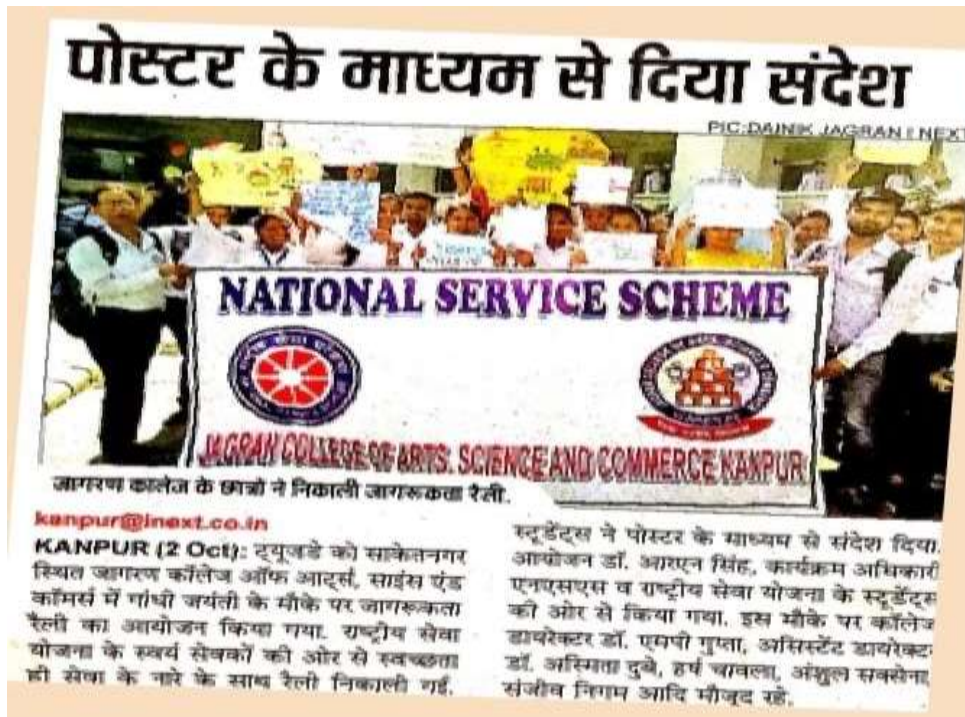 पोस्टर के माध्यम से दिया संदेश
PIC:DAINIK JAGRAN I NEXT
NATIONAL SERVICE SCHEME
JAGRAN COLLEGE OF ARTS, SCIENCE AND COMMERCE KANPUR
जागरण कालेज के छात्रों ने निकाली जागरूकता रैली.
kanpur@inext.co.in
KANPUR (2 Oct): ट्यूजडे को साकेतनगर
स्थित जागरण कॉलेज ऑफ आर्ट्स, साइंस एंड
कॉमर्स में गांधी जयंती के मौके पर जागरूकता
रैली का आयोजन किया गया. राष्ट्रीय सेवा
योजना के स्वयं सेवकों की ओर से स्वच्छता
ही सेवा के नारे के साथ रैली निकाली गई.
स्टूडेंट्स ने पोस्टर के माध्यम से संदेश दिया.
आयोजन डॉ. आरएन सिंह, कार्यक्रम अधिकारी
एनएसएस व राष्ट्रीय सेवा योजना के स्टूडेंट्स
की ओर से किया गया. इस मौके पर कॉलेज
डायरेक्टर डॉ. एमपी गुप्ता, असिस्टेंट डायरेक्टर
डॉ. अस्मिता दुबे, हर्ष चावला, अंशुल सक्सेना,
संजीव निगम आदि मौजूद रहे.